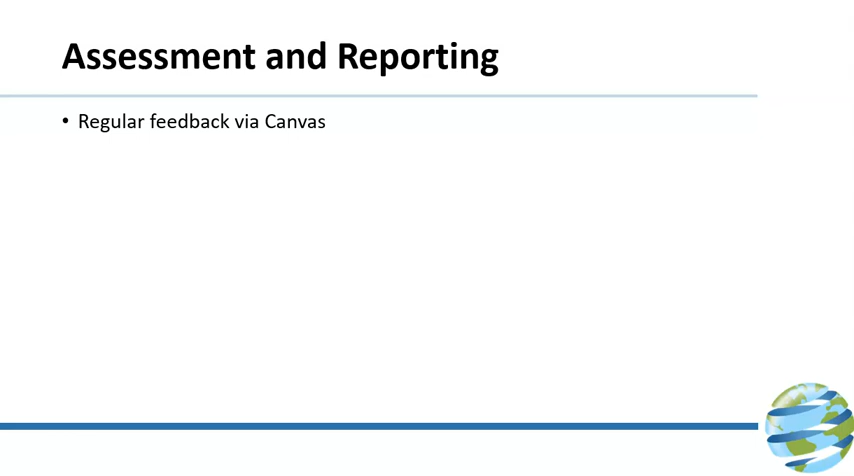 Assessment and Reporting
• Regular feedback via Canvas